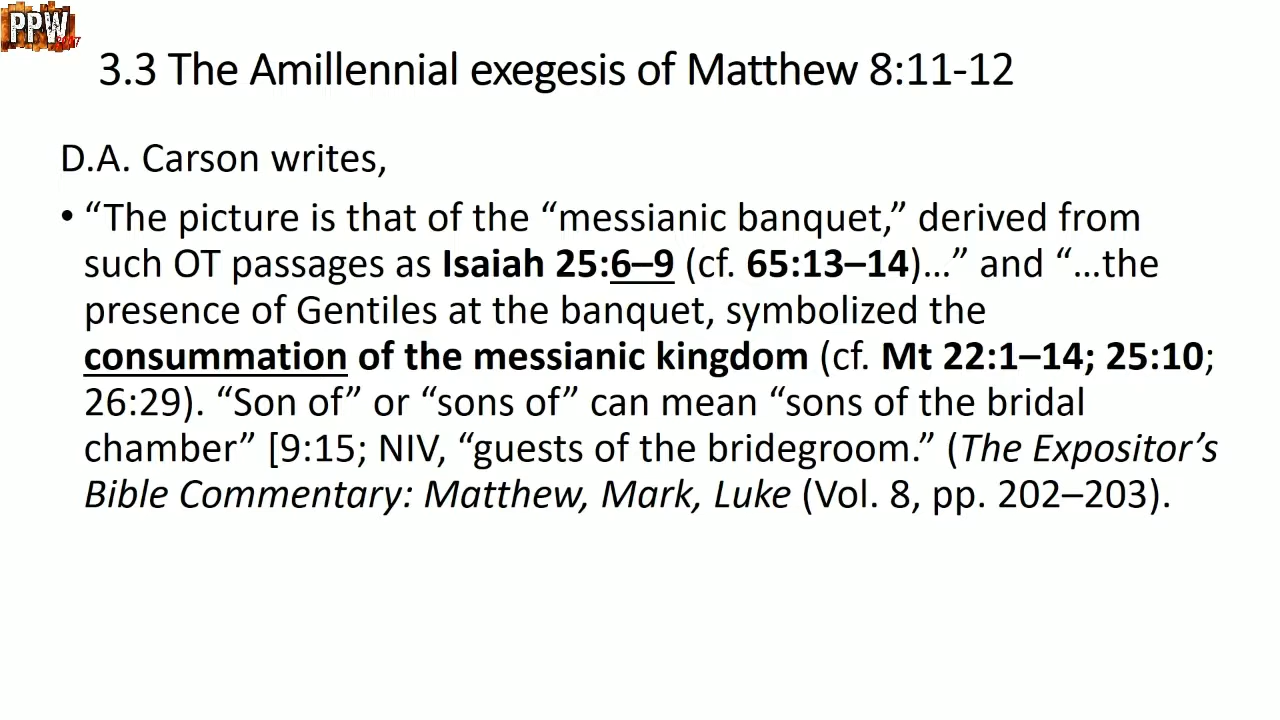 PPW
3.3 The Amillennial exegesis of Matthew 8:11-12
D.A. Carson writes,
• “The picture is that of the “messianic banquet,” derived from
such OT passages as Isaiah 25:6–9 (cf. 65:13–14)…” and “…the
presence of Gentiles at the banquet, symbolized the
consummation of the messianic kingdom (cf. Mt 22:1–14; 25:10;
26:29). “Son of” or “sons of” can mean “sons of the bridal
chamber” [9:15; NIV, “guests of the bridegroom.” (The Expositor’s
Bible Commentary: Matthew, Mark, Luke (Vol. 8, pp. 202–203).